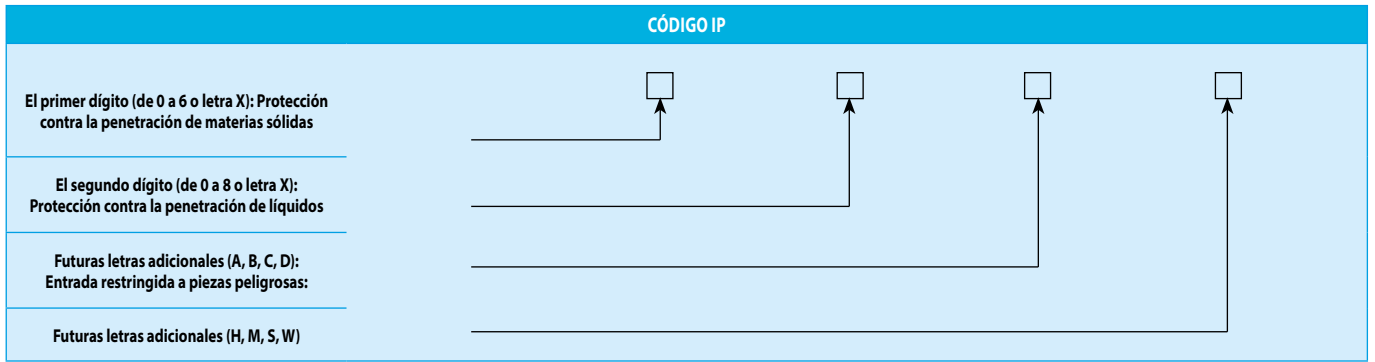 CÓDIGO IP
El primer dígito (de 0 a 6 o letra X): Protección
contra la penetración de materias sólidas
El segundo dígito (de 0 a 8 o letra X):
Protección contra la penetración de líquidos
Futuras letras adicionales (A, B, C, D):
Entrada restringida a piezas peligrosas:
Futuras letras adicionales (H, M, S, W)